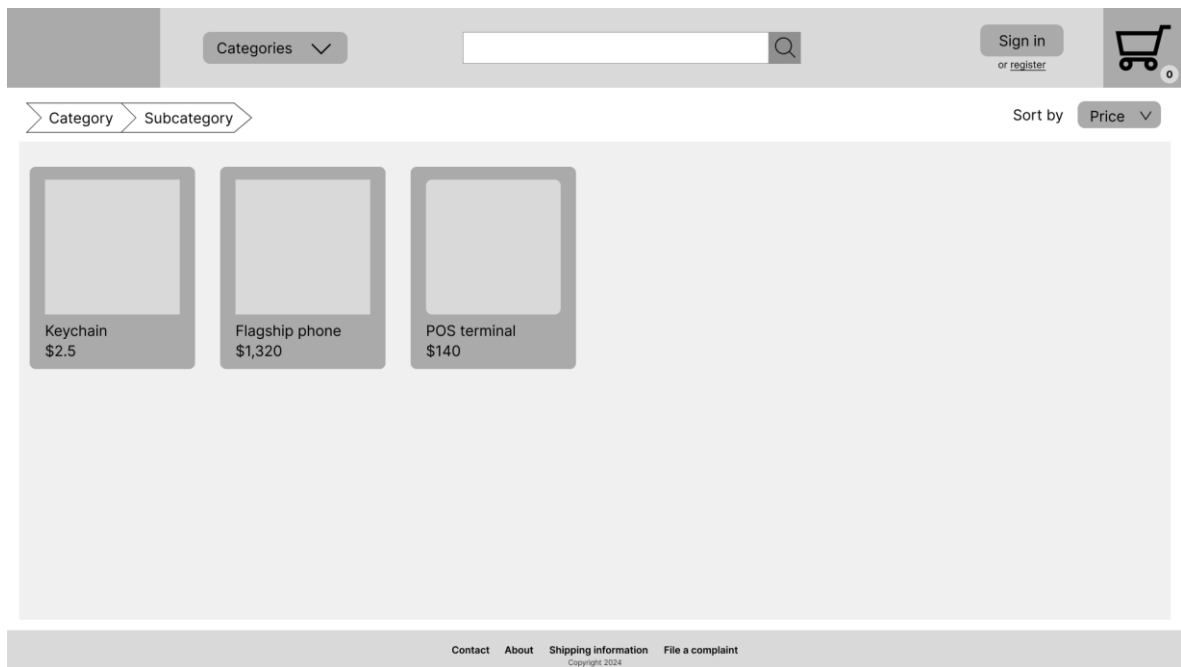 Categories
Sign in
or register
0
Category
Subcategory
Sort by
Price
Keychain
$2.5
Flagship phone
$1,320
POS terminal
$140
Contact About Shipping information File a complaint
Copyright 2024